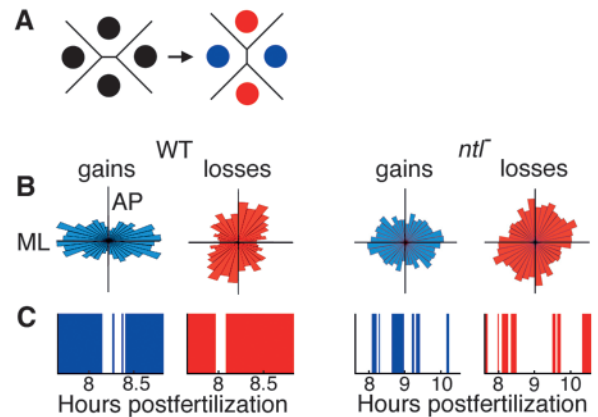 A
WT
ntl⁻
gains
losses
gains
losses
B
AP
ML
C
8
8.5
8
8.5
8
9
10
8
9
10
Hours postfertilization
Hours postfertilization